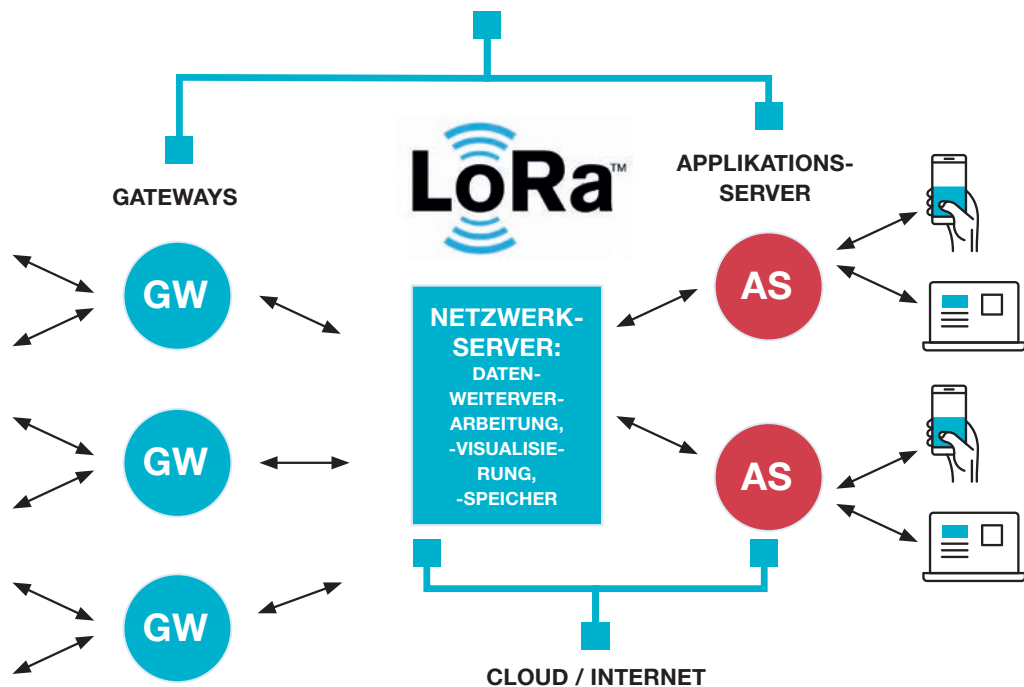 LoRa™
GATEWAYS
APPLIKATIONS-
SERVER
GW
GW
GW
NETZWERK-
SERVER:
DATEN-
WEITERVER-
ARBEITUNG,
-VISUALISIE-
RUNG,
-SPEICHER
AS
AS
CLOUD / INTERNET